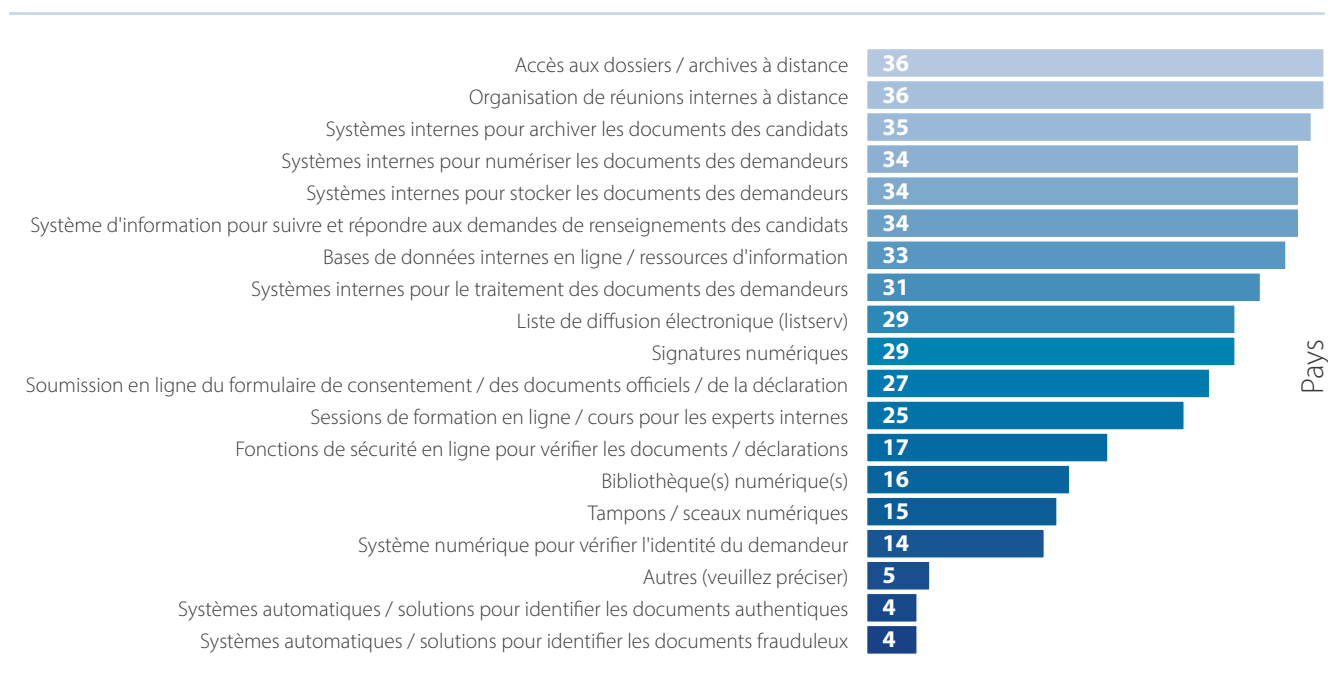 Accès aux dossiers / archives à distance 36
Organisation de réunions internes à distance 36
Systèmes internes pour archiver les documents des candidats 35
Systèmes internes pour numériser les documents des demandeurs 34
Systèmes internes pour stocker les documents des demandeurs 34
Système d'information pour suivre et répondre aux demandes de renseignements des candidats 34
Bases de données internes en ligne / ressources d'information 33
Systèmes internes pour le traitement des documents des demandeurs 31
Liste de diffusion électronique (listserv) 29
Signatures numériques 29
Soumission en ligne du formulaire de consentement / des documents officiels / de la déclaration 27
Sessions de formation en ligne / cours pour les experts internes 25
Fonctions de sécurité en ligne pour vérifier les documents / déclarations 17
Bibliothèque(s) numérique(s) 16
Tampons / sceaux numériques 15
Système numérique pour vérifier l'identité du demandeur 14
Autres (veuillez préciser) 5
Systèmes automatiques / solutions pour identifier les documents authentiques 4
Systèmes automatiques / solutions pour identifier les documents frauduleux 4
Pays